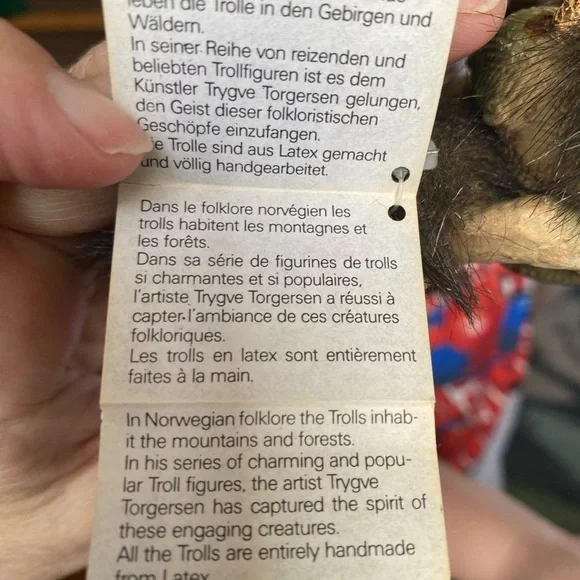 leben die Trolle in den Gebirgen und
Wäldern.
In seiner Reihe von reizenden und
beliebten Trollfiguren ist es dem
Künstler Trygve Torgersen gelungen,
den Geist dieser folkloristischen
Geschöpfe einzufangen.
Trolle sind aus Latex gemacht
und völlig handgearbeitet.
Dans le folklore norvégien les
trolls habitent les montagnes et
les forêts.
Dans sa série de figurines de trolls
si charmantes et si populaires,
l'artiste Trygve Torgersen a réussi à
capter l'ambiance de ces créatures
folkloriques.
Les trolls en latex sont entièrement
faites à la main.
In Norwegian folklore the Trolls inhab-
it the mountains and forests.
In his series of charming and popu-
lar Troll figures, the artist Trygve
Torgersen has captured the spirit of
these engaging creatures.
All the Trolls are entirely handmade
from Latex